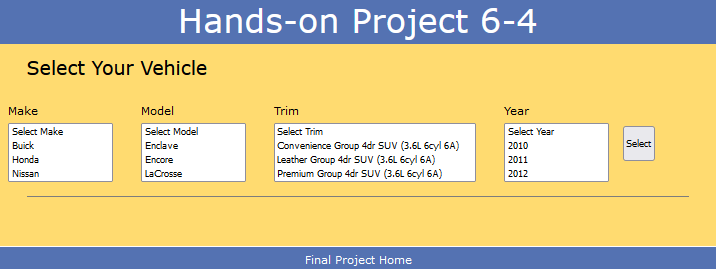 Hands-on Project 6-4
Select Your Vehicle
Make
Select Make
Buick
Honda
Nissan
Model
Select Model
Enclave
Encore
LaCrosse
Trim
Select Trim
Convenience Group 4dr SUV (3.6L 6cyl 6A)
Leather Group 4dr SUV (3.6L 6cyl 6A)
Premium Group 4dr SUV (3.6L 6cyl 6A)
Year
Select Year
2010
2011
2012
Select
Final Project Home